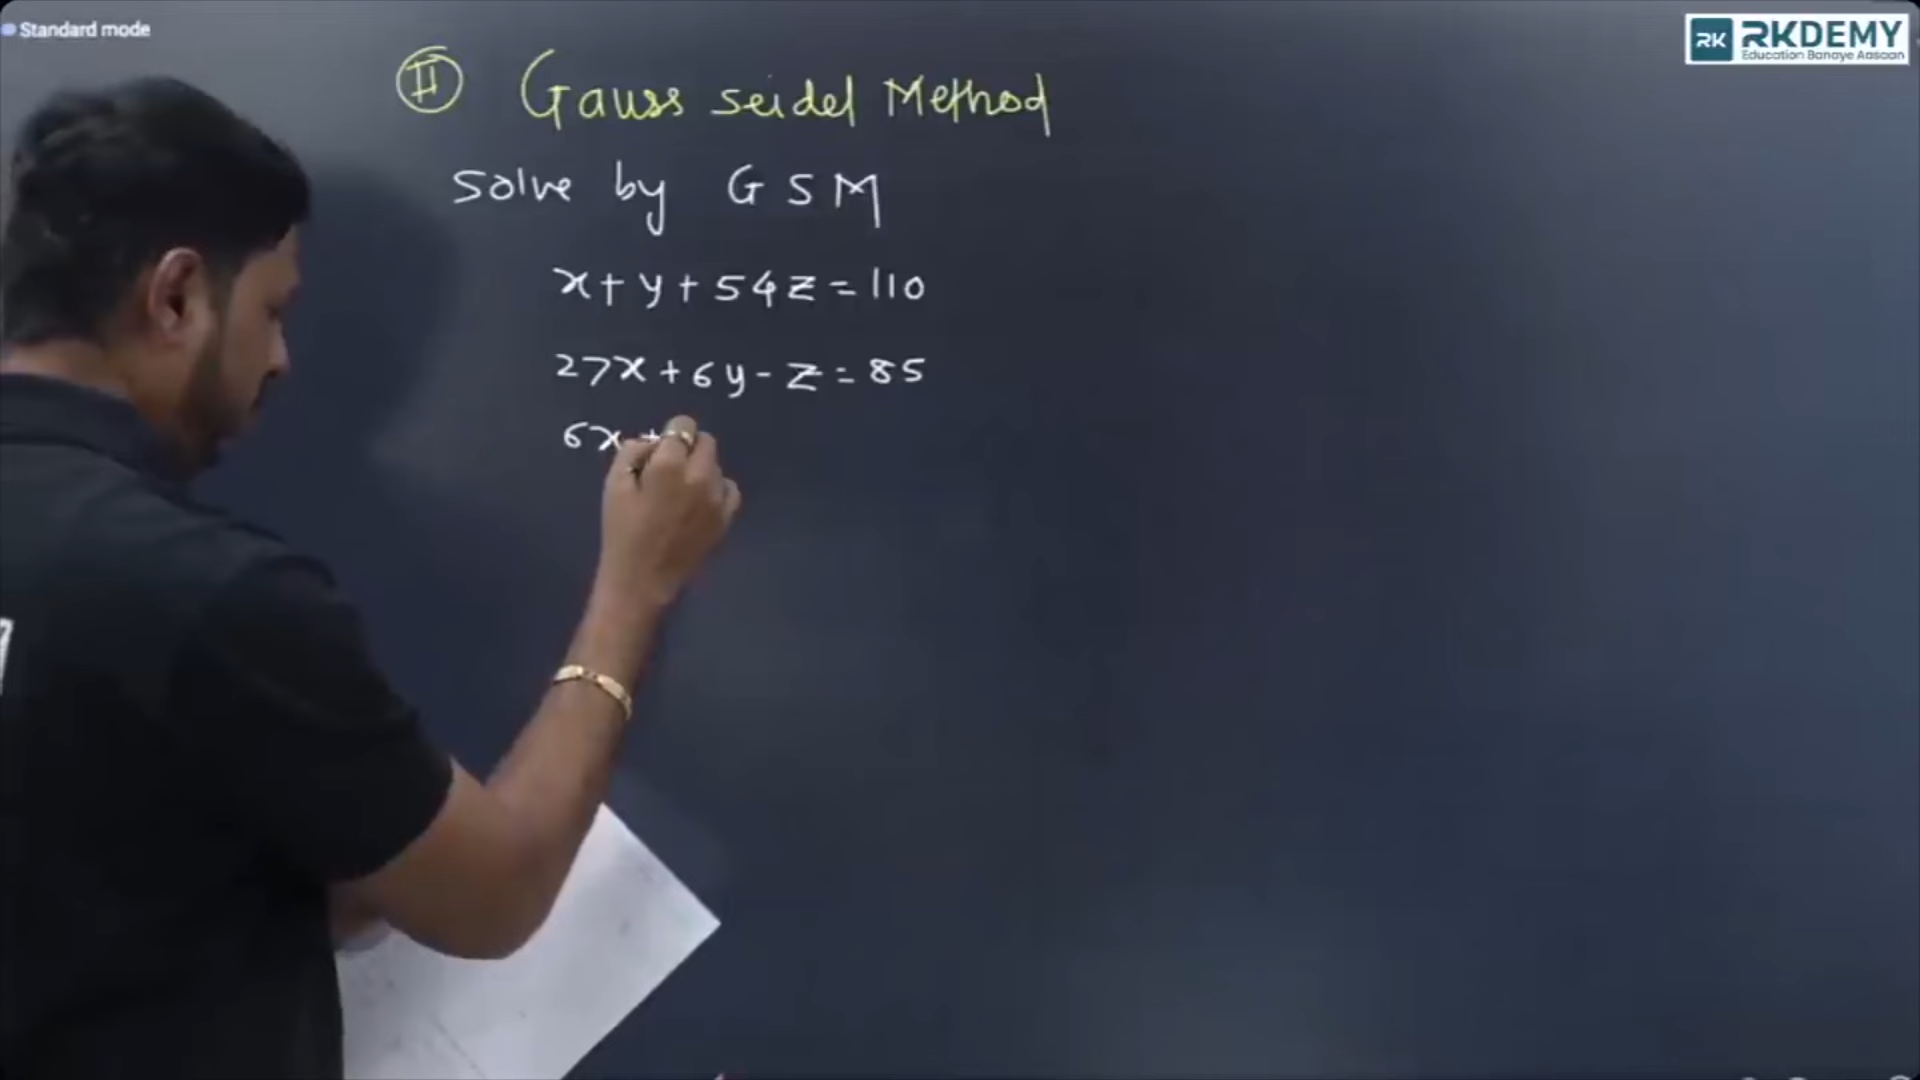 Standard mode
RK RKDEMY
Education Banaye Aasaan
II Gauss seidel Method
Solve by GSM
x+y+54z=110
27x+6y-z=85
6x+